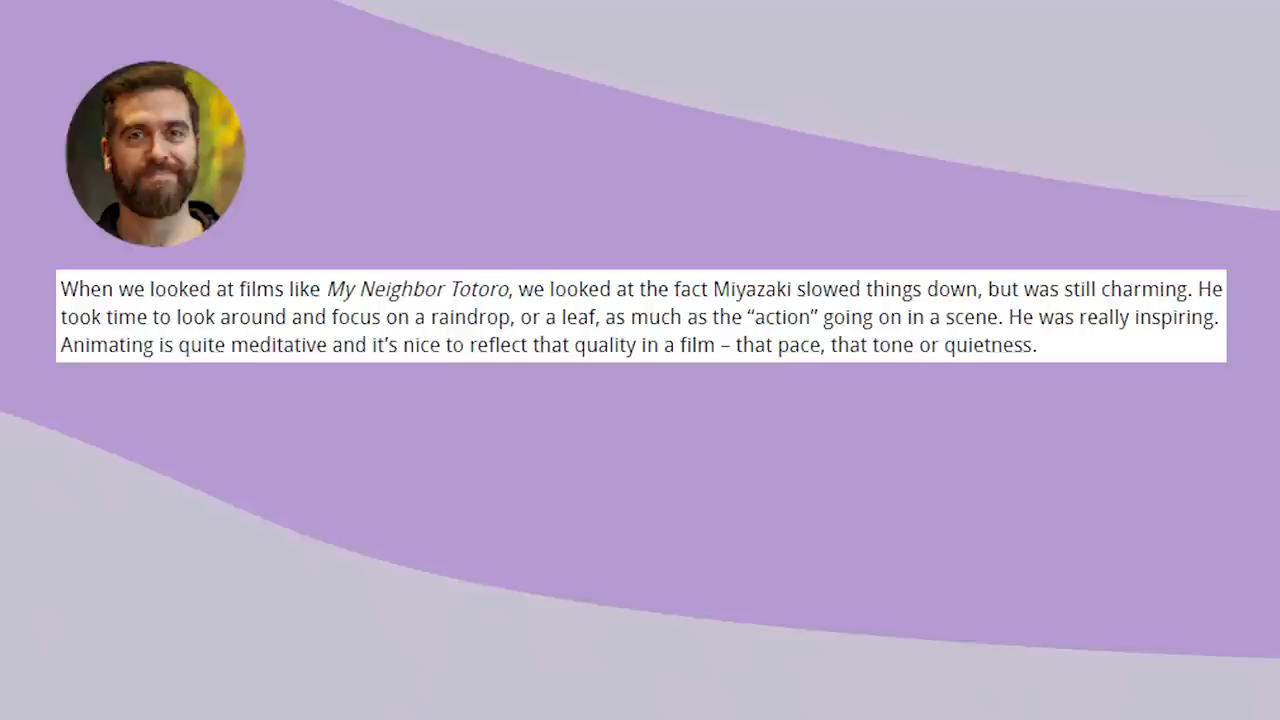 When we looked at films like My Neighbor Totoro, we looked at the fact Miyazaki slowed things down, but was still charming. He
took time to look around and focus on a raindrop, or a leaf, as much as the “action” going on in a scene. He was really inspiring.
Animating is quite meditative and it’s nice to reflect that quality in a film – that pace, that tone or quietness.